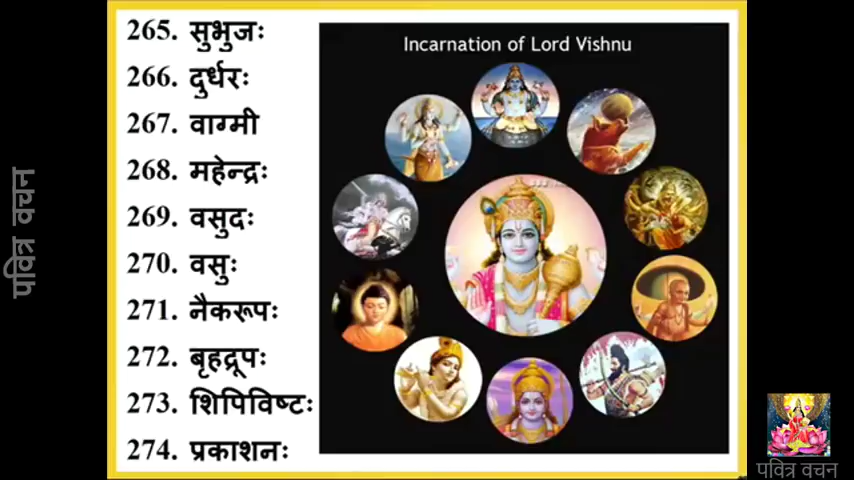 265. सुभुजः
266. दुर्धरः
267. वाग्मी
268. महेन्द्रः
269. वसुदः
270. वसुः
271. नैकरूपः
272. बृहद्रूपः
273. शिपिविष्टः
274. प्रकाशनः
Incarnation of Lord Vishnu
पवित्र वचन
पवित्र वचन